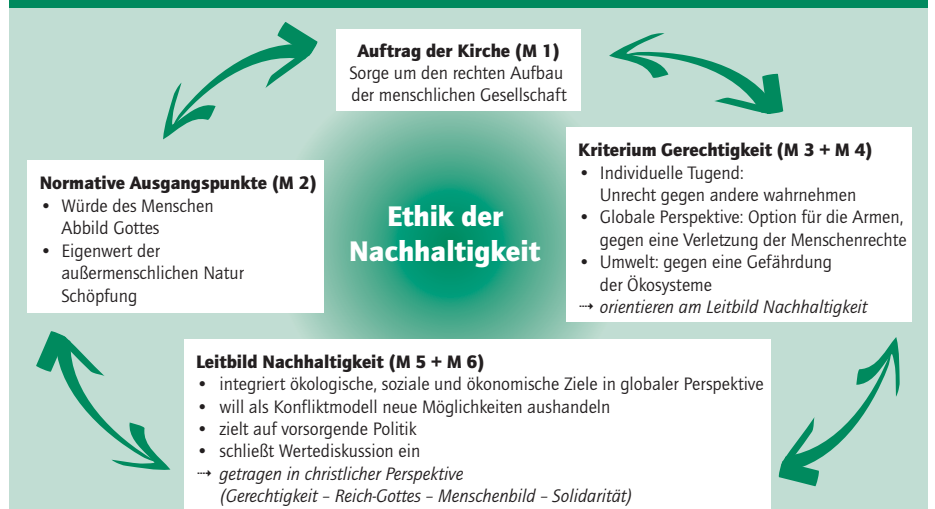 Auftrag der Kirche (M 1)
Sorge um den rechten Aufbau
der menschlichen Gesellschaft
Normative Ausgangspunkte (M 2)
• Würde des Menschen
Abbild Gottes
• Eigenwert der
außermenschlichen Natur
Schöpfung
Ethik der
Nachhaltigkeit
Kriterium Gerechtigkeit (M 3 + M 4)
• Individuelle Tugend:
Unrecht gegen andere wahrnehmen
• Globale Perspektive: Option für die Armen,
gegen eine Verletzung der Menschenrechte
• Umwelt: gegen eine Gefährdung
der Ökosysteme
⇢ orientieren am Leitbild Nachhaltigkeit
Leitbild Nachhaltigkeit (M 5 + M 6)
• integriert ökologische, soziale und ökonomische Ziele in globaler Perspektive
• will als Konfliktmodell neue Möglichkeiten aushandeln
• zielt auf vorsorgende Politik
• schließt Wertediskussion ein
⇢ getragen in christlicher Perspektive
(Gerechtigkeit – Reich-Gottes – Menschenbild – Solidarität)